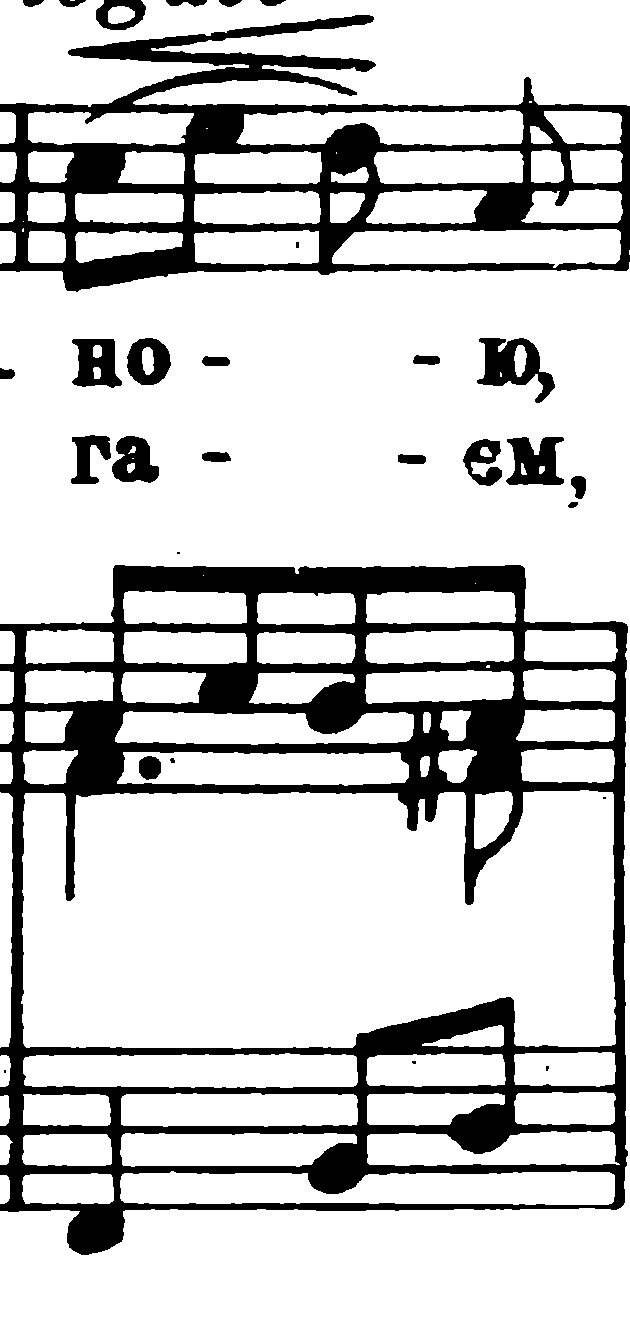 - но - - ю,
га - - ем,